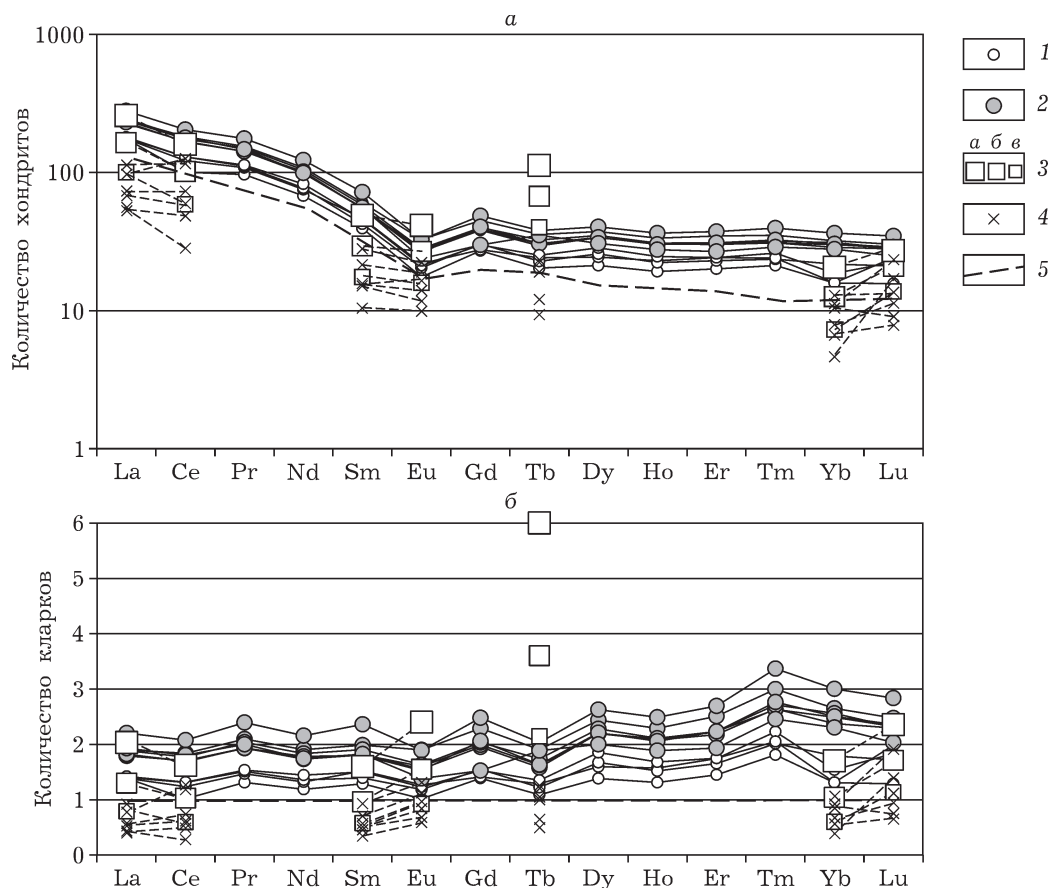 а
Количество хондритов
1000
100
10
1
La Ce Pr Nd Sm Eu Gd Tb Dy Ho Er Tm Yb Lu
1
2
а б в
3
4
5
б
Количество кларков
6
5
4
3
2
1
0
La Ce Pr Nd Sm Eu Gd Tb Dy Ho Er Tm Yb Lu